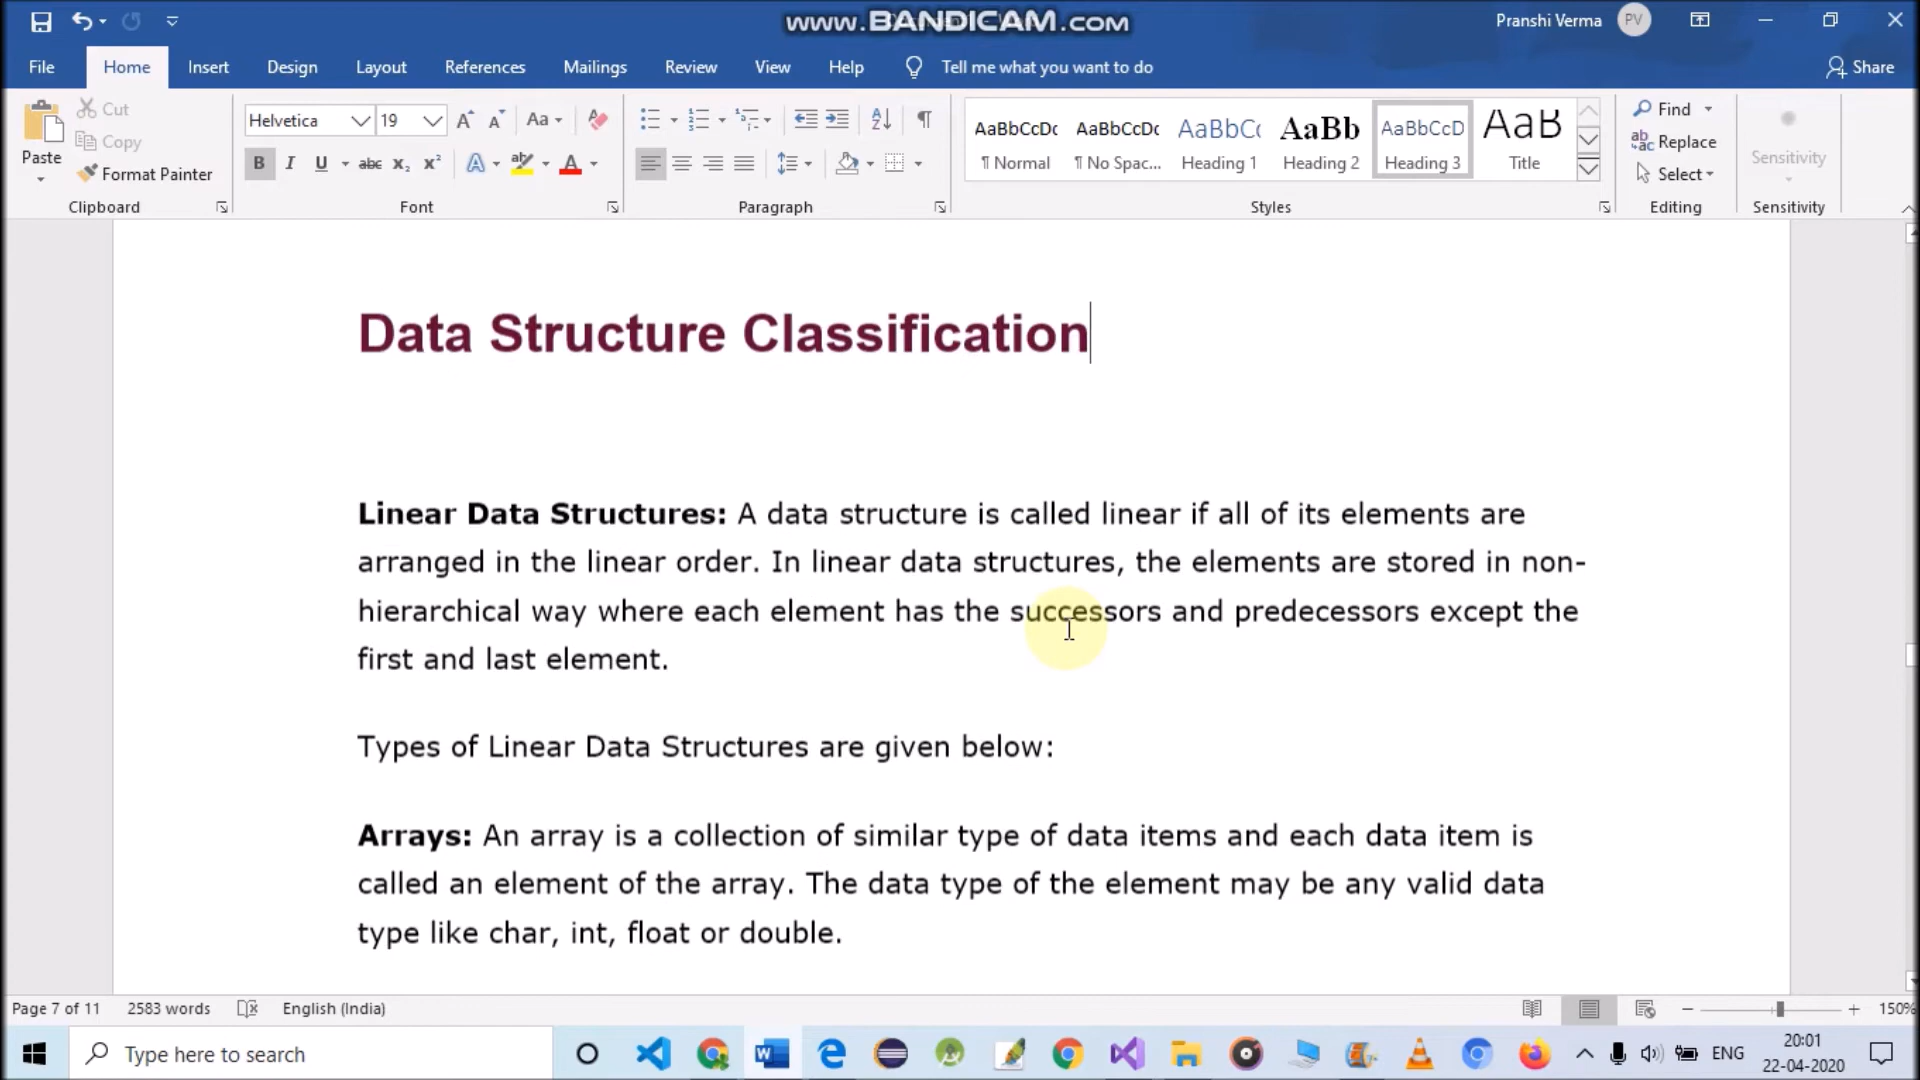 www.BANDICAM.com
Pranshi Verma PV
File Home Insert Design Layout References Mailings Review View Help Tell me what you want to do Share
Paste
Cut
Copy
Format Painter
Clipboard
Helvetica 19
Font
Paragraph
AaBbCcDc AaBbCcDc AaBbCc AaBb AaBbCcD AaB
¶ Normal ¶ No Spac... Heading 1 Heading 2 Heading 3 Title
Styles
Find
Replace
Select
Editing
Sensitivity
Sensitivity
Data Structure Classification
Linear Data Structures: A data structure is called linear if all of its elements are
arranged in the linear order. In linear data structures, the elements are stored in non-
hierarchical way where each element has the successors and predecessors except the
first and last element.
Types of Linear Data Structures are given below:
Arrays: An array is a collection of similar type of data items and each data item is
called an element of the array. The data type of the element may be any valid data
type like char, int, float or double.
Page 7 of 11 2583 words English (India) 150%
Type here to search
ENG
20:01
22-04-2020